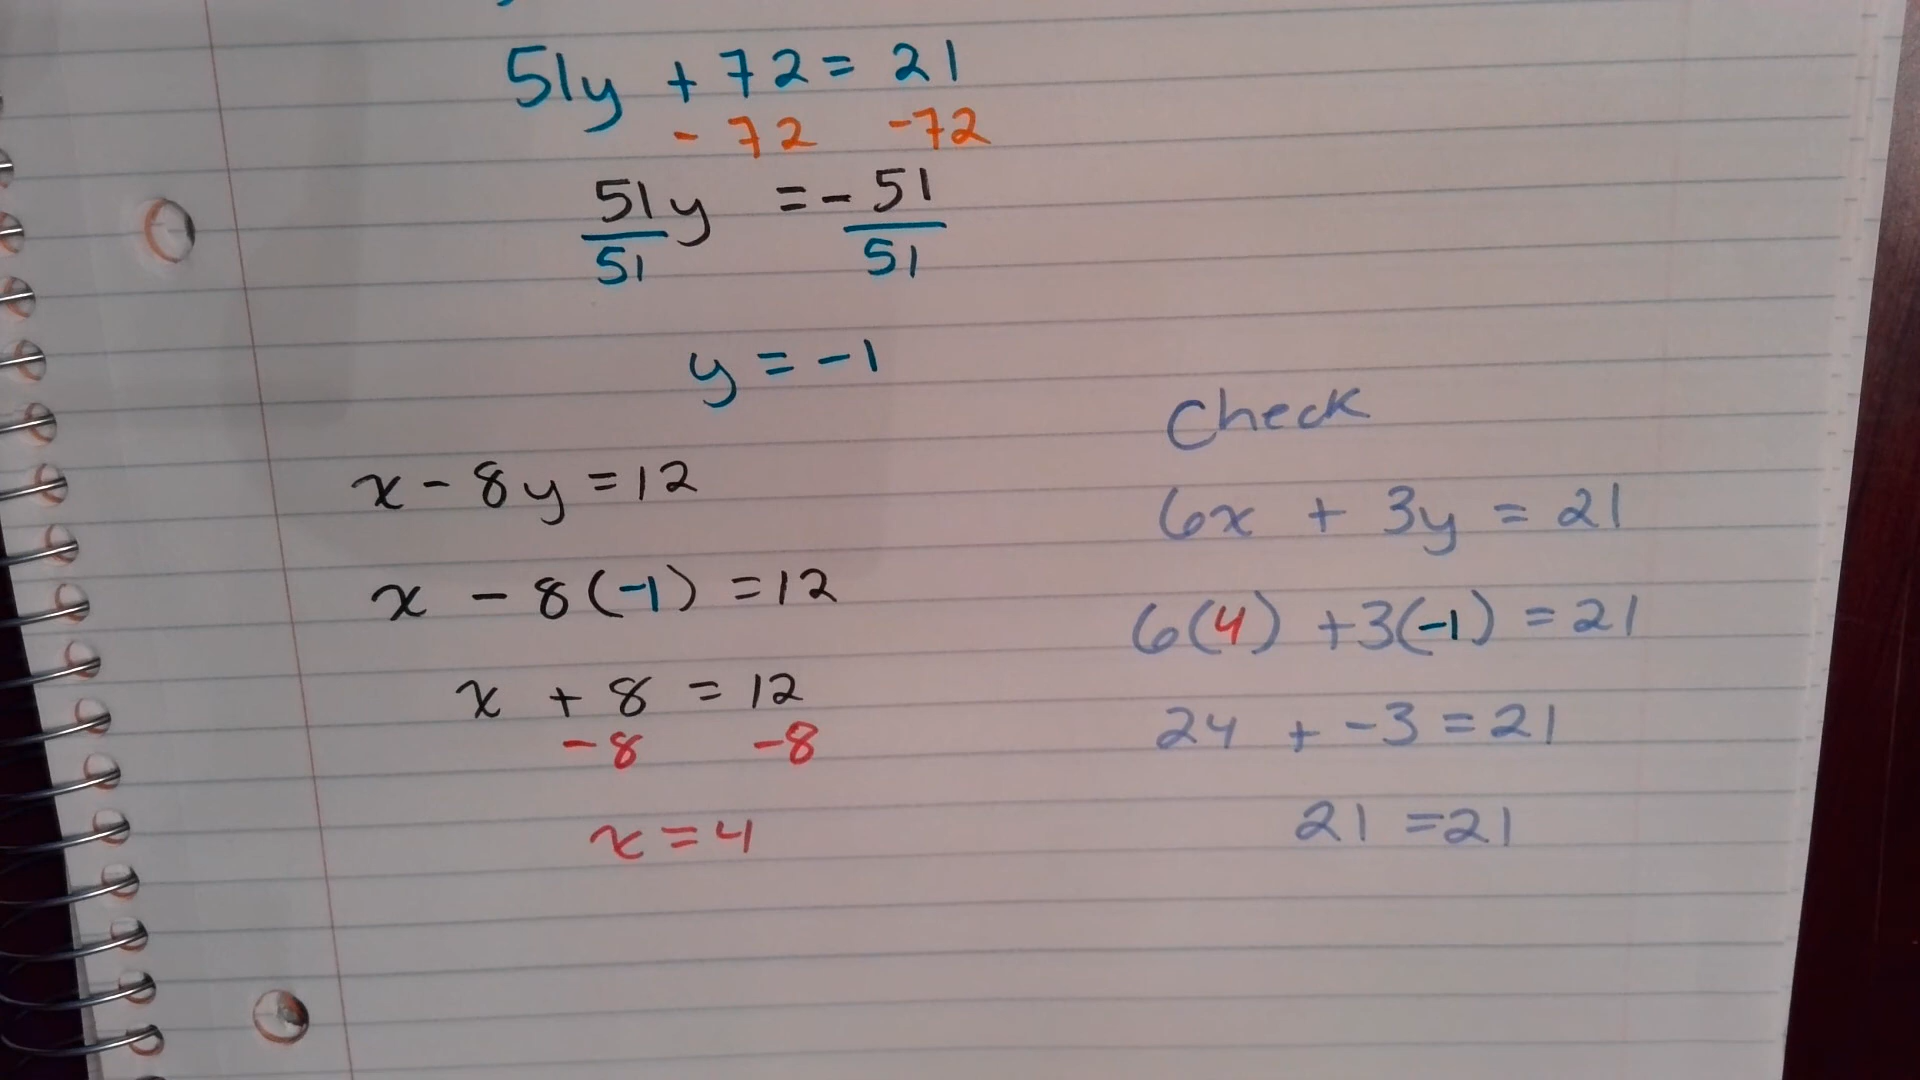 51y + 72 = 21
- 72 -72
51y = - 51
51 51
y = -1
x - 8y = 12
x - 8(-1) = 12
x + 8 = 12
-8 -8
x = 4
Check
6x + 3y = 21
6(4) +3(-1) = 21
24 + -3 = 21
21 = 21